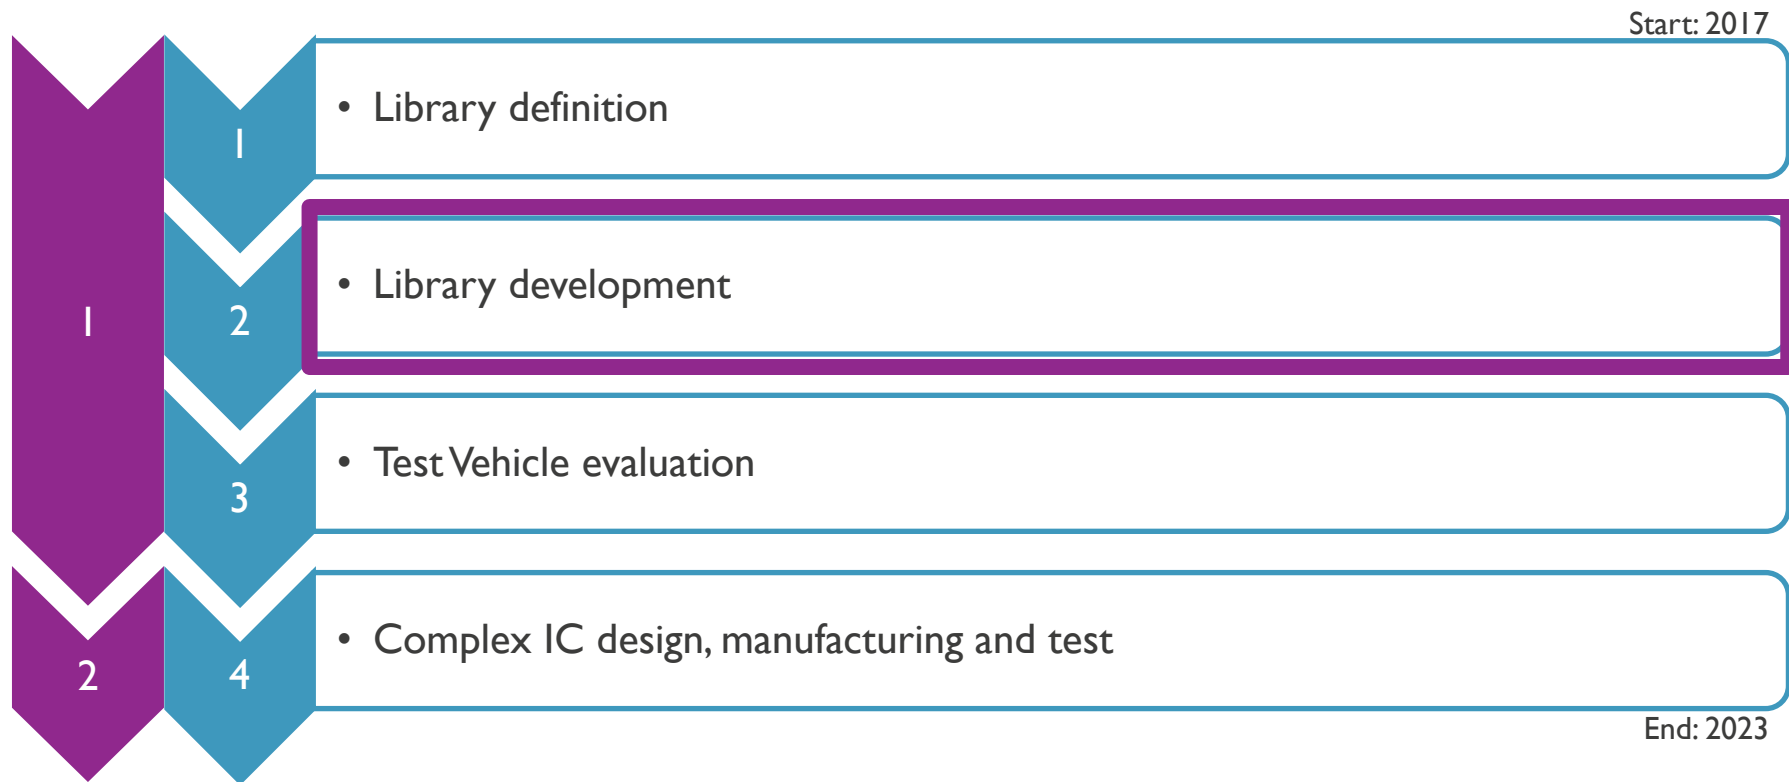 Start: 2017
1
• Library definition
1
2
• Library development
3
• Test Vehicle evaluation
2
4
• Complex IC design, manufacturing and test
End: 2023